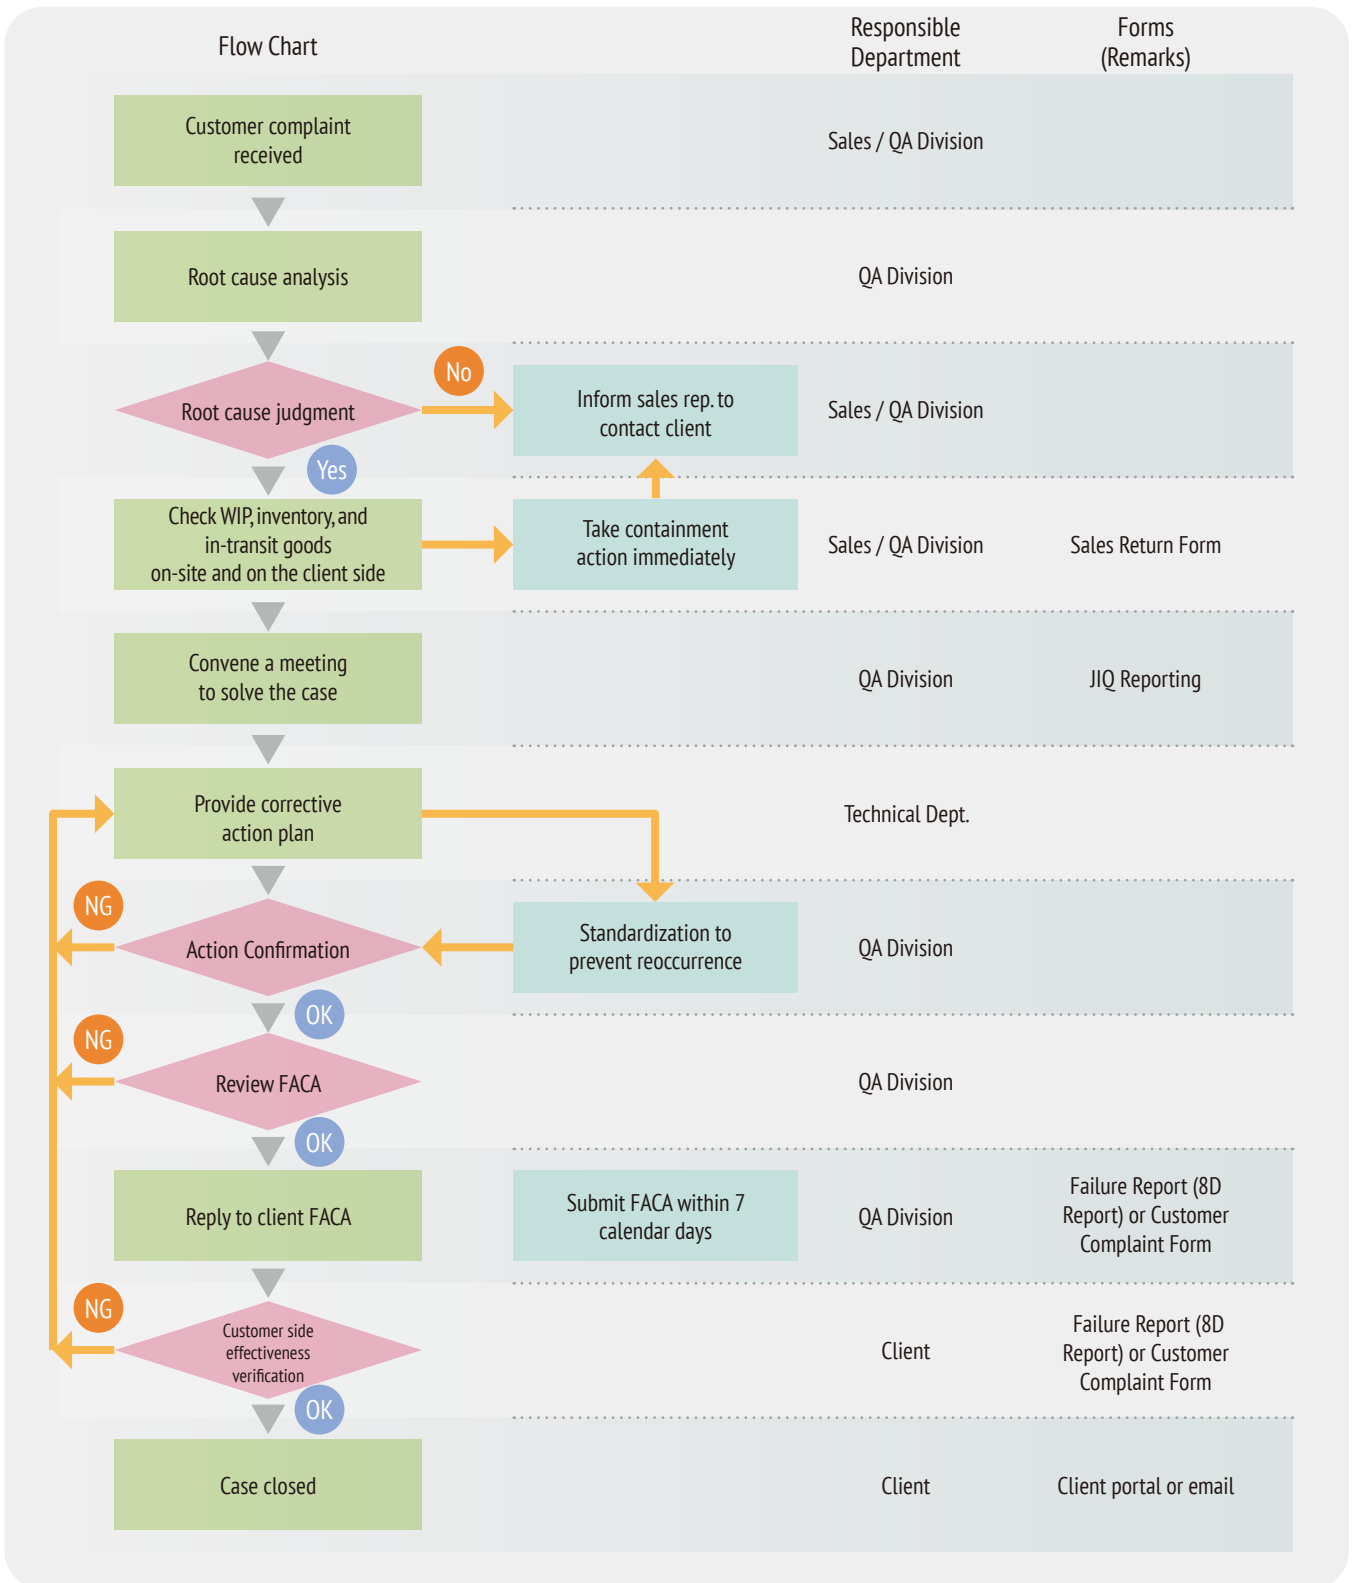 Flow Chart
Responsible
Department
Forms
(Remarks)
Customer complaint
received
Sales / QA Division
Root cause analysis
QA Division
Root cause judgment
No
Inform sales rep. to
contact client
Sales / QA Division
Yes
Check WIP, inventory, and
in-transit goods
on-site and on the client side
Take containment
action immediately
Sales / QA Division
Sales Return Form
Convene a meeting
to solve the case
QA Division
JIQ Reporting
Provide corrective
action plan
Technical Dept.
NG
Action Confirmation
Standardization to
prevent reoccurrence
QA Division
OK
NG
Review FACA
QA Division
OK
Reply to client FACA
Submit FACA within 7
calendar days
QA Division
Failure Report (8D
Report) or Customer
Complaint Form
NG
Customer side
effectiveness
verification
Client
Failure Report (8D
Report) or Customer
Complaint Form
OK
Case closed
Client
Client portal or email